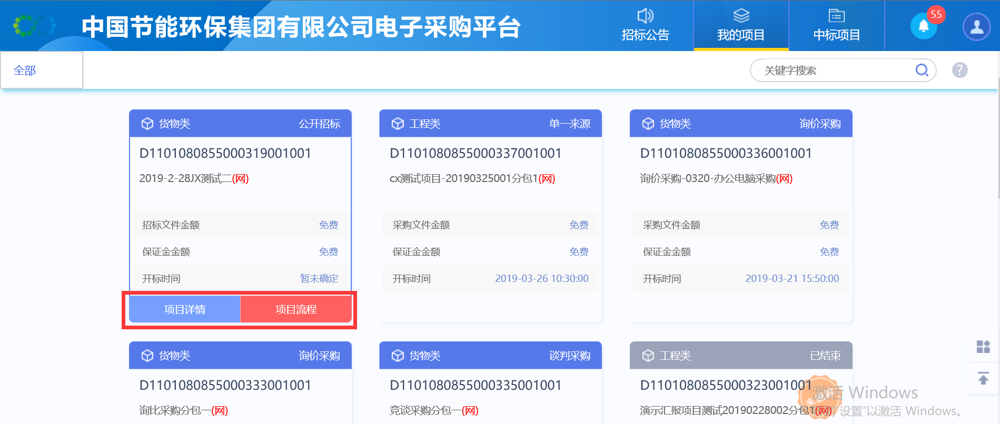 中国节能环保集团有限公司电子采购平台
招标公告
我的项目
中标项目
55
全部
关键字搜索
?
货物类 公开招标
D1101080855000319001001
2019-2-28JX测试二(网)
招标文件金额 免费
保证金金额 免费
开标时间 暂未确定
项目详情 项目流程
工程类 单一来源
D1101080855000337001001
cx测试项目-20190325001分包1(网)
采购文件金额 免费
保证金金额 免费
开标时间 2019-03-26 10:30:00
货物类 询价采购
D1101080855000336001001
询价采购-0320-办公电脑采购(网)
采购文件金额 免费
保证金金额 免费
开标时间 2019-03-21 15:50:00
货物类 询价采购
D1101080855000333001001
询比采购分包一(网)
货物类 谈判采购
D1101080855000335001001
竞谈采购分包一(网)
工程类 已结束
D1101080855000323001001
演示汇报项目测试20190228002分包1(网)
激活 Windows
"设置"以激活 Windows。